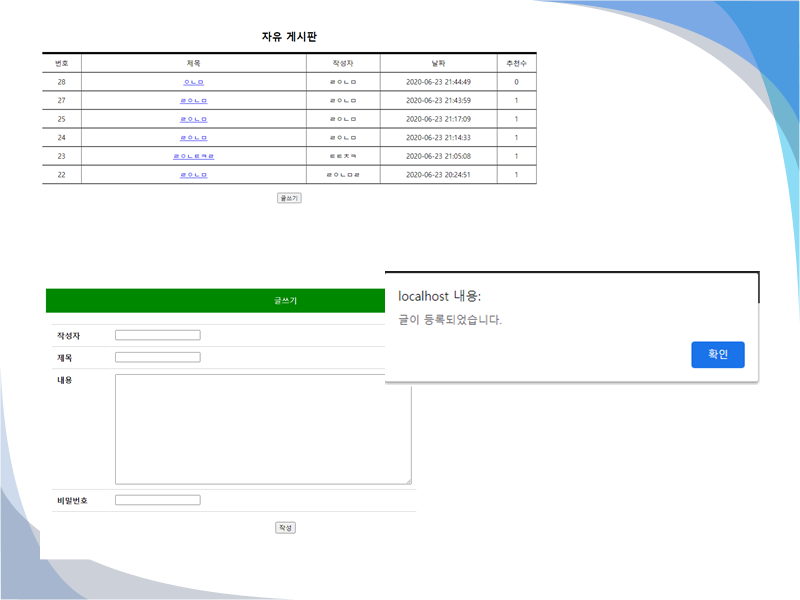 자유 게시판
번호 제목 작성자 날짜 추천수
28 ㅇㄴㅁ ㄹㅇㄴㅁ 2020-06-23 21:44:49 0
27 ㄹㅇㄴㅁ ㄹㅇㄴㅁ 2020-06-23 21:43:59 1
25 ㄹㅇㄴㅁ ㄹㅇㄴㅁ 2020-06-23 21:17:09 1
24 ㄹㅇㄴㅁ ㄹㅇㄴㅁ 2020-06-23 21:14:33 1
23 2020-06-23 21:05:08 1
22 ㄹㅇㄴㅁ ㄹㅇㄴㅁㄹ 2020-06-23 20:24:51 1
글쓰기
localhost 내용:
글이 등록되었습니다.
확인
글쓰기
작성자
제목
내용
비밀번호
작성